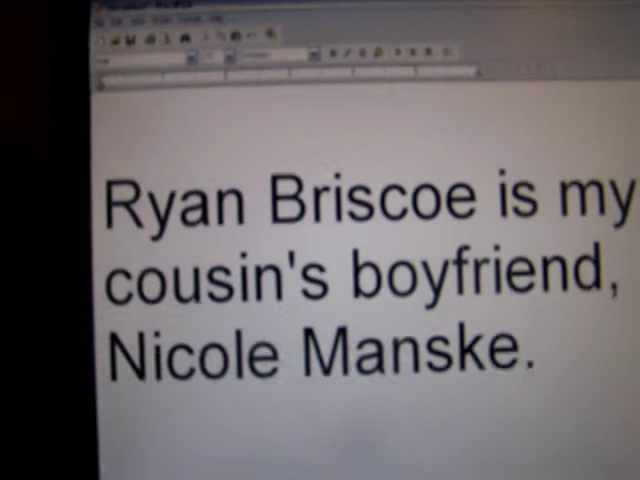 Ryan Briscoe is my
cousin's boyfriend,
Nicole Manske.